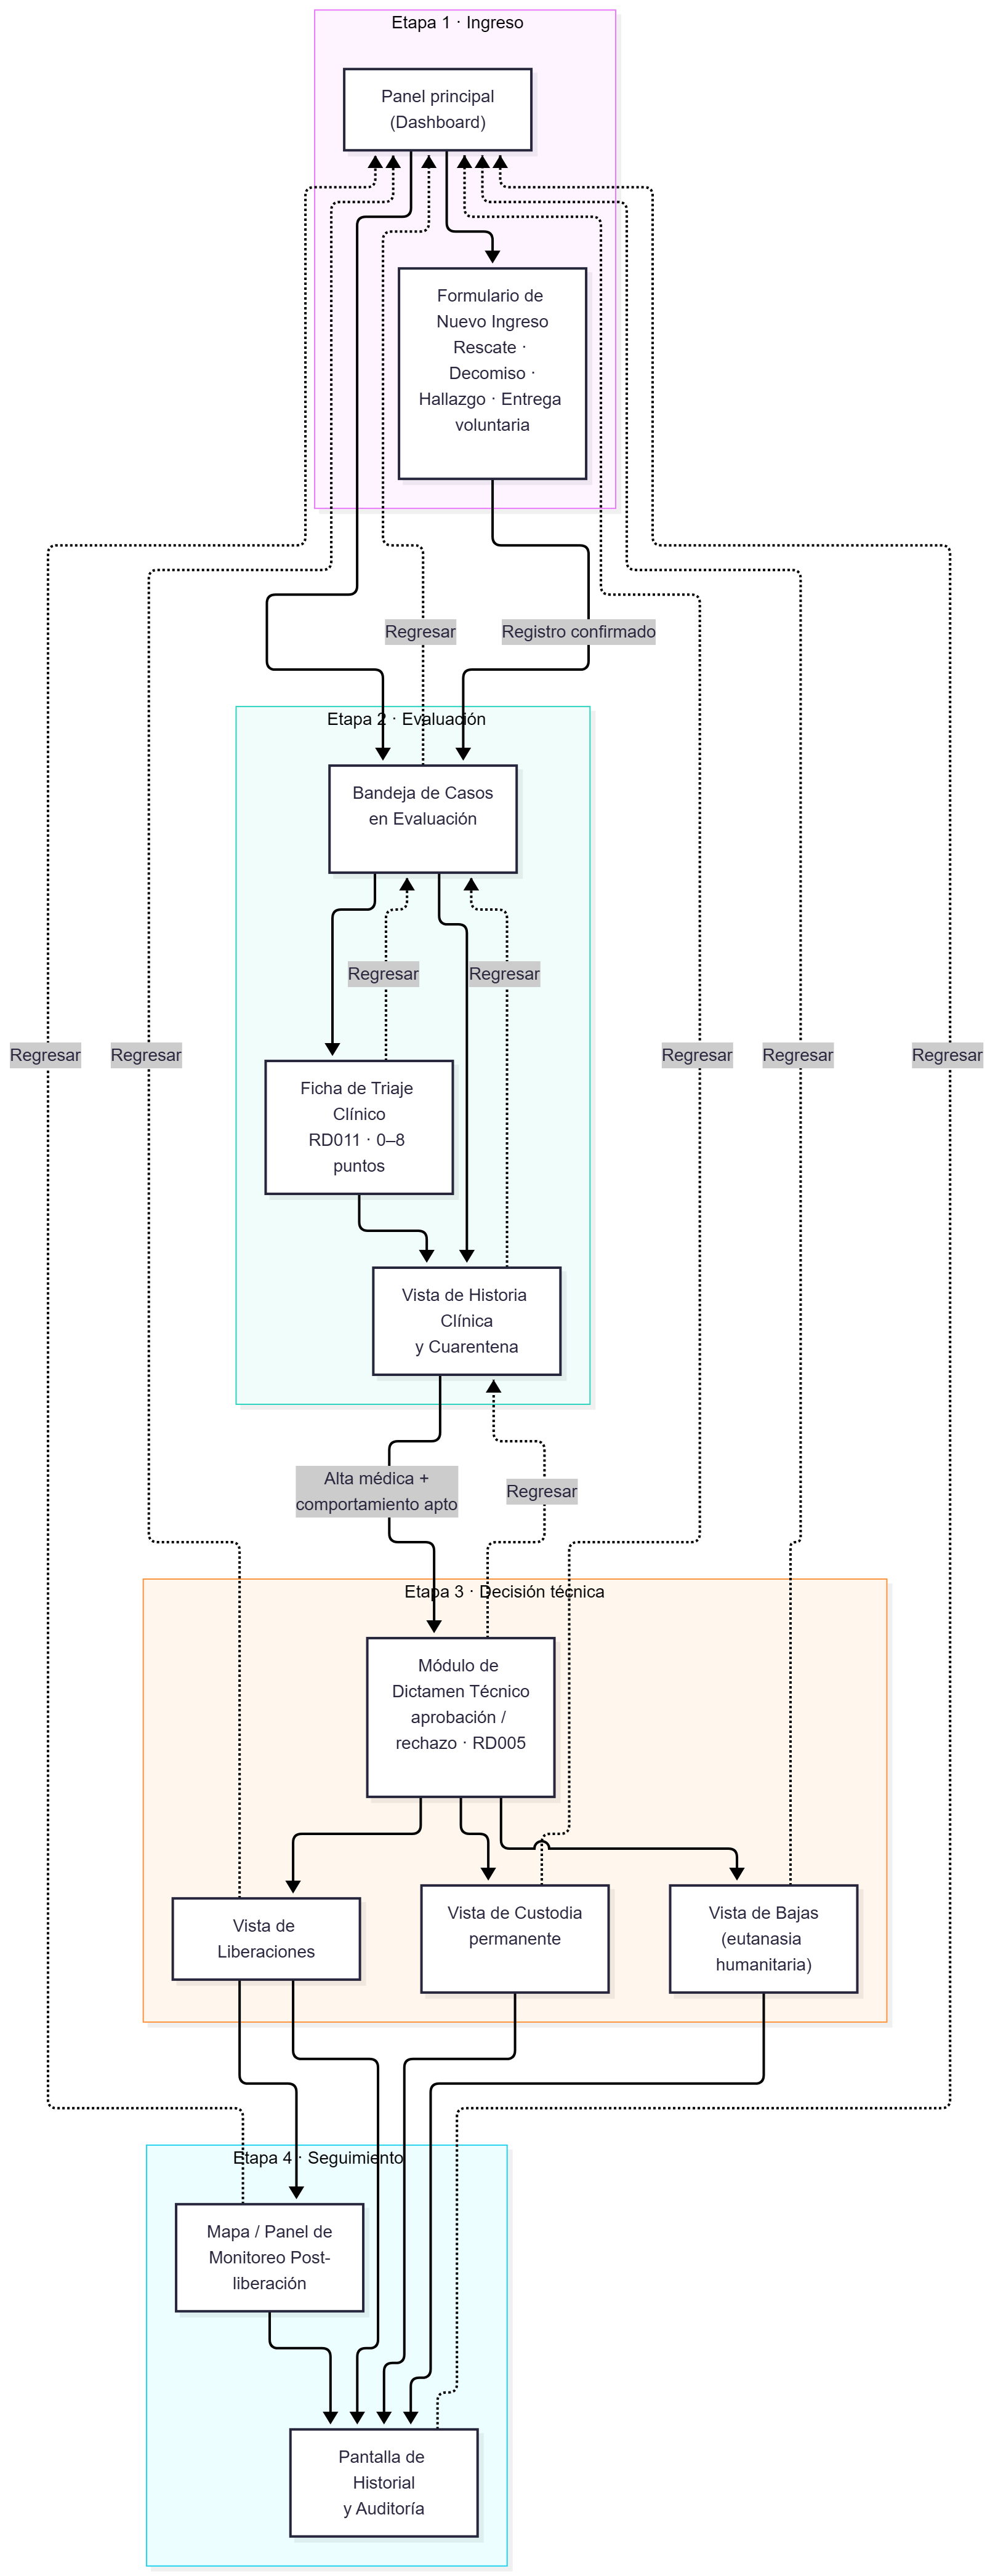 Etapa 1 · Ingreso
Panel principal
(Dashboard)
Formulario de
Nuevo Ingreso
Rescate ·
Decomiso ·
Hallazgo · Entrega
voluntaria
Regresar
Registro confirmado
Etapa 2 · Evaluación
Bandeja de Casos
en Evaluación
Regresar
Regresar
Regresar
Regresar
Regresar
Regresar
Regresar
Ficha de Triaje
Clínico
RD011 · 0–8
puntos
Vista de Historia
Clínica
y Cuarentena
Alta médica +
comportamiento apto
Regresar
Etapa 3 · Decisión técnica
Módulo de
Dictamen Técnico
aprobación /
rechazo · RD005
Vista de
Liberaciones
Vista de Custodia
permanente
Vista de Bajas
(eutanasia
humanitaria)
Etapa 4 · Seguimiento
Mapa / Panel de
Monitoreo Post-
liberación
Pantalla de
Historial
y Auditoría